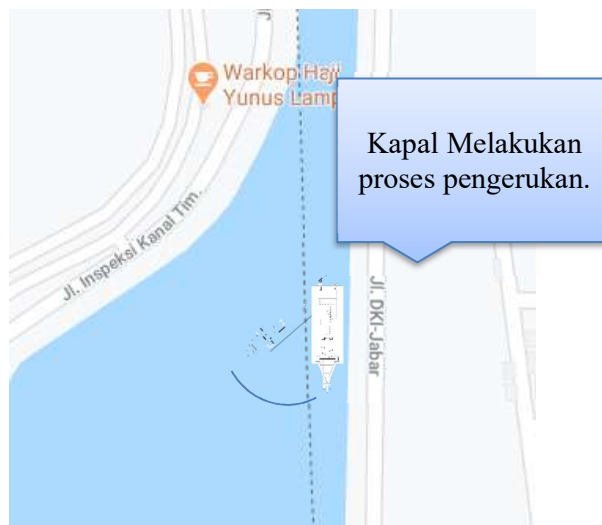 Warkop Haji
Yunus Lamp
Kapal Melakukan
proses pengerukan.
Jl. Inspeksi Kanal Tim.
Jl. DKI-Jabar